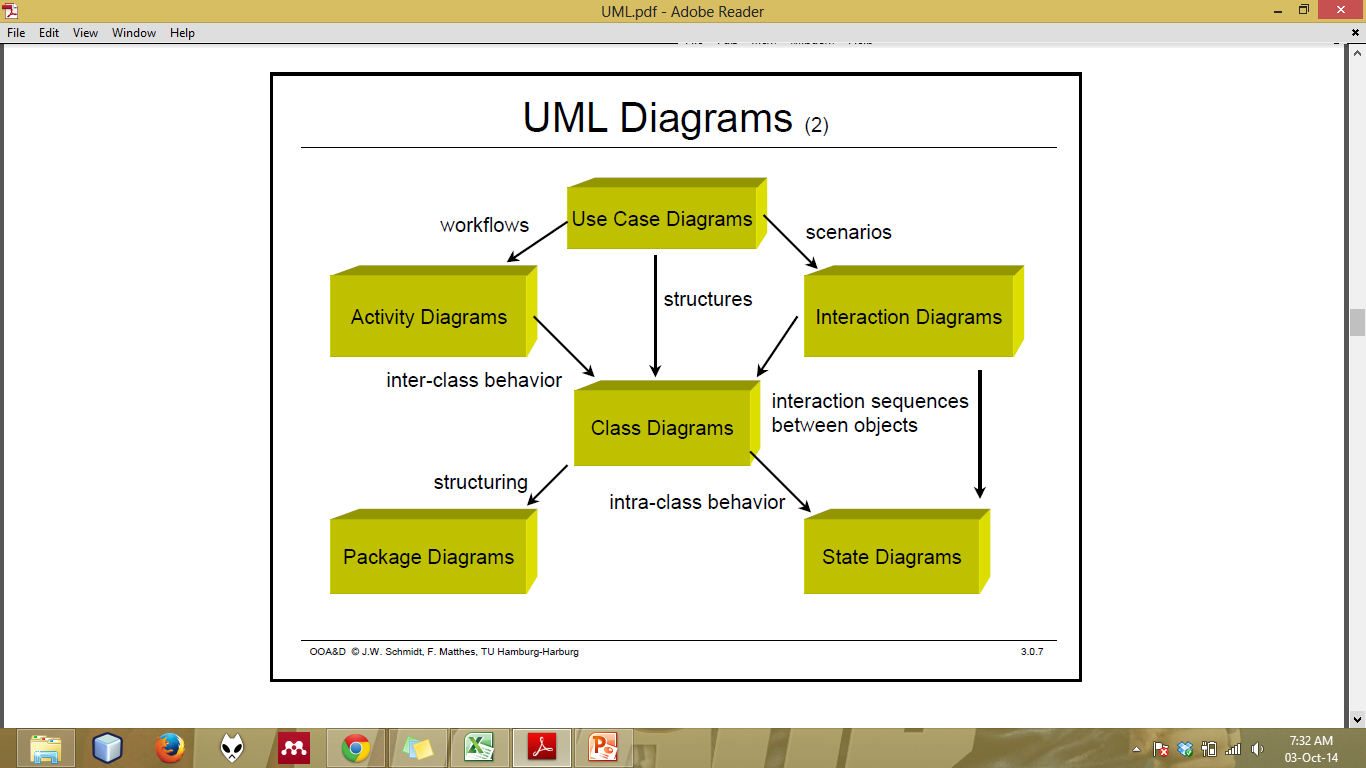 UML.pdf - Adobe Reader
File Edit View Window Help
UML Diagrams (2)
Use Case Diagrams
workflows
scenarios
structures
Activity Diagrams
Interaction Diagrams
inter-class behavior
interaction sequences
between objects
Class Diagrams
structuring
intra-class behavior
Package Diagrams
State Diagrams
OOA&D © J.W. Schmidt, F. Matthes, TU Hamburg-Harburg
3.0.7
7:32 AM
03-Oct-14